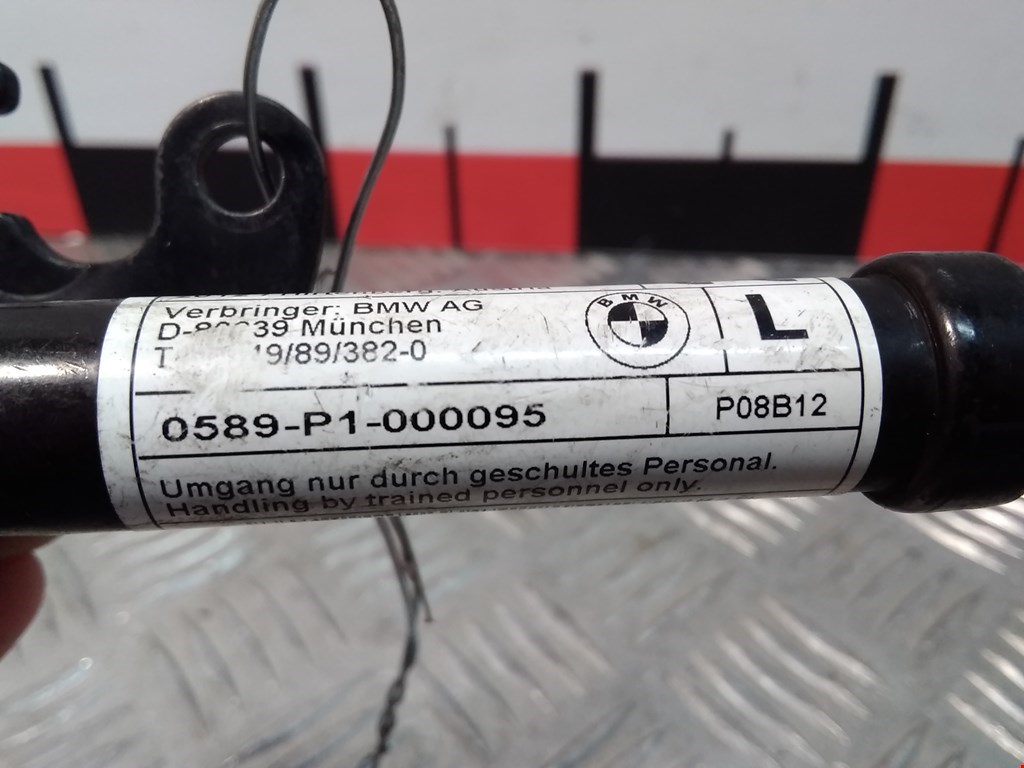 Verbringer: BMW AG
München
19/89/382-0
BMW
L
0589-P1-000095
P08B12
Umgang nur durch geschultes Personal.
Handling by trained personnel only.